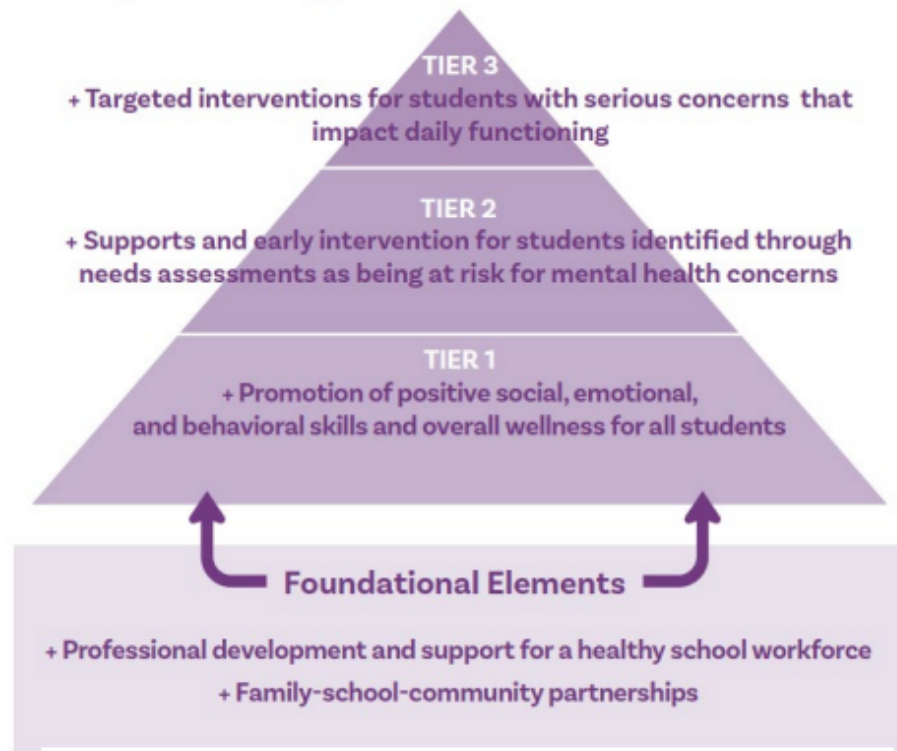 TIER 3
+ Targeted interventions for students with serious concerns that
impact daily functioning
TIER 2
+ Supports and early intervention for students identified through
needs assessments as being at risk for mental health concerns
TIER 1
+ Promotion of positive social, emotional,
and behavioral skills and overall wellness for all students
Foundational Elements
+ Professional development and support for a healthy school workforce
+ Family-school-community partnerships